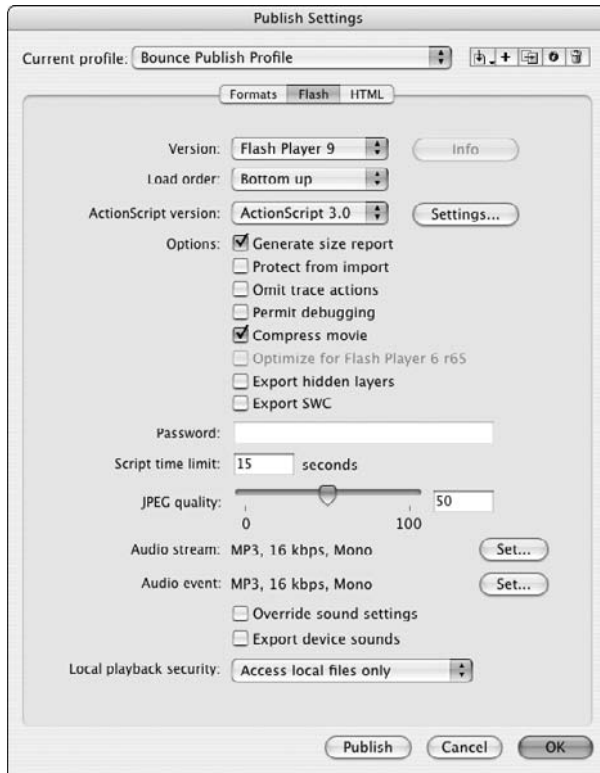 Publish Settings
Current profile: Bounce Publish Profile
Formats Flash HTML
Version: Flash Player 9 Info
Load order: Bottom up
ActionScript version: ActionScript 3.0 Settings...
Options: Generate size report
Protect from import
Omit trace actions
Permit debugging
Compress movie
Optimize for Flash Player 6 r65
Export hidden layers
Export SWC
Password:
Script time limit: 15 seconds
JPEG quality: 50
0 100
Audio stream: MP3, 16 kbps, Mono Set...
Audio event: MP3, 16 kbps, Mono Set...
Override sound settings
Export device sounds
Local playback security: Access local files only
Publish Cancel OK